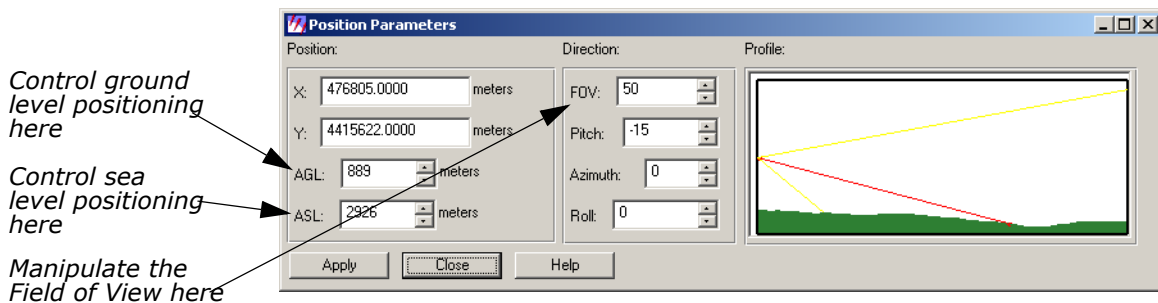 Position Parameters
Position:
Direction:
Profile:
X: 476805.0000 meters
FOV: 50
Y: 4415622.0000 meters
Pitch: -15
AGL: 889 meters
Azimuth: 0
ASL: 2926 meters
Roll: 0
Apply
Close
Help
Control ground
level positioning
here
Control sea
level positioning
here
Manipulate the
Field of View here